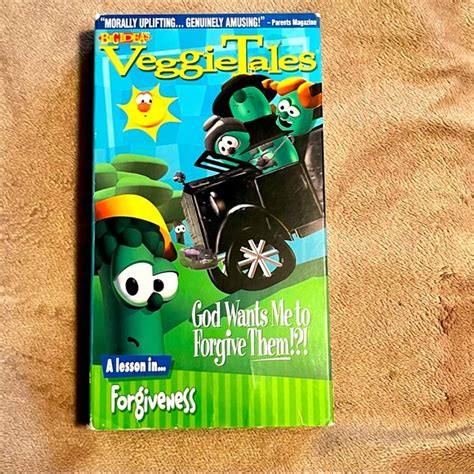 "MORALLY UPLIFTING... GENUINELY AMUSING!" – Parents Magazine
BIG IDEA'S
VeggieTales
God Wants Me to
Forgive Them!?!
A lesson in...
Forgiveness